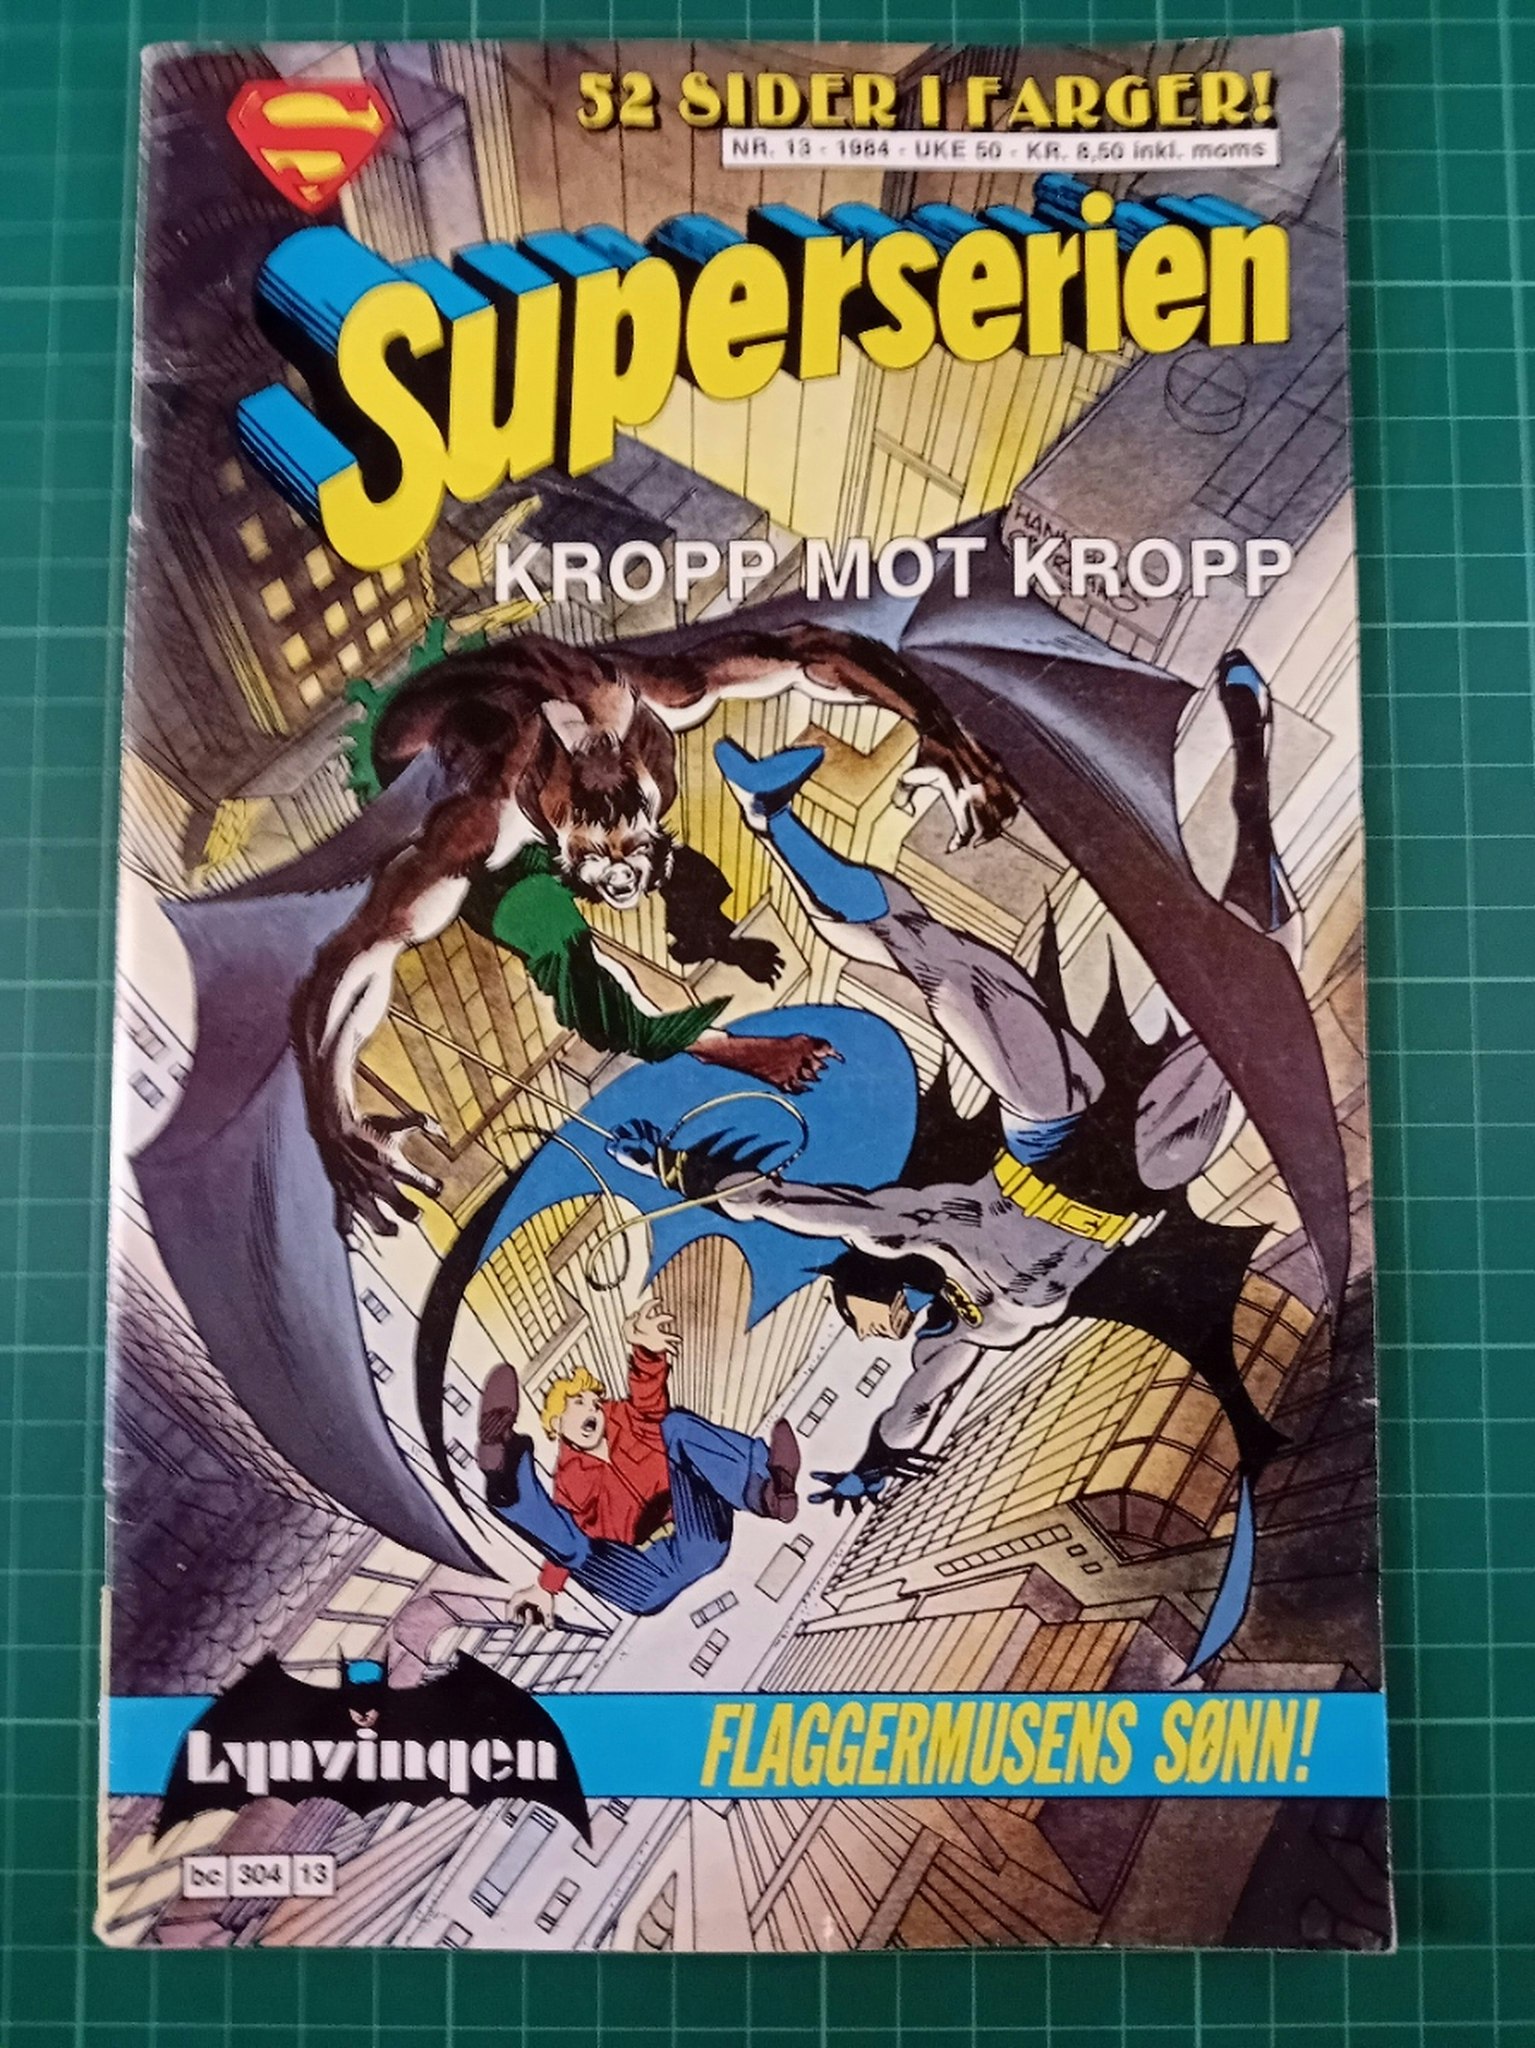 52 SIDER I FARGER!
NR. 13 - 1984 - UKE 50 - KR. 8,50 inkl. moms
Superserien
KROPP MOT KROPP
Lynvingen
FLAGGERMUSENS SØNN!
bc 304 13